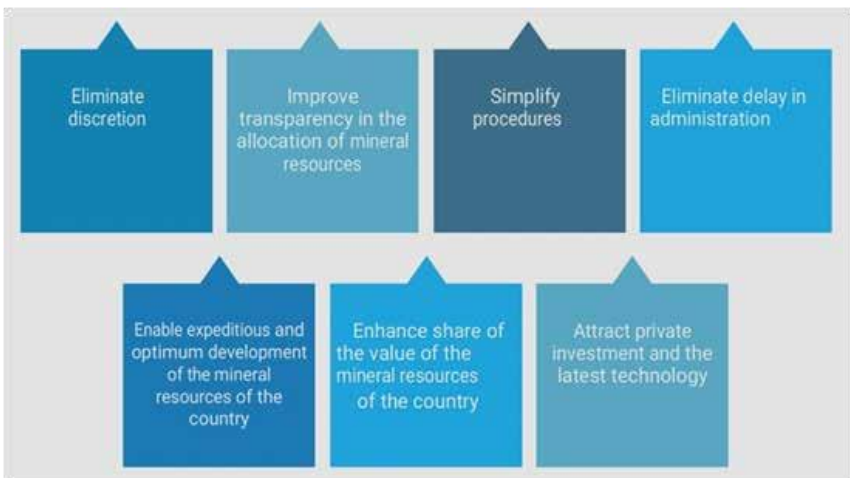 Eliminate
discretion
Improve
transparency in the
allocation of mineral
resources
Simplify
procedures
Eliminate delay in
administration
Enable expeditious and
optimum development
of the mineral
resources of the
country
Enhance share of
the value of the
mineral resources
of the country
Attract private
investment and the
latest technology